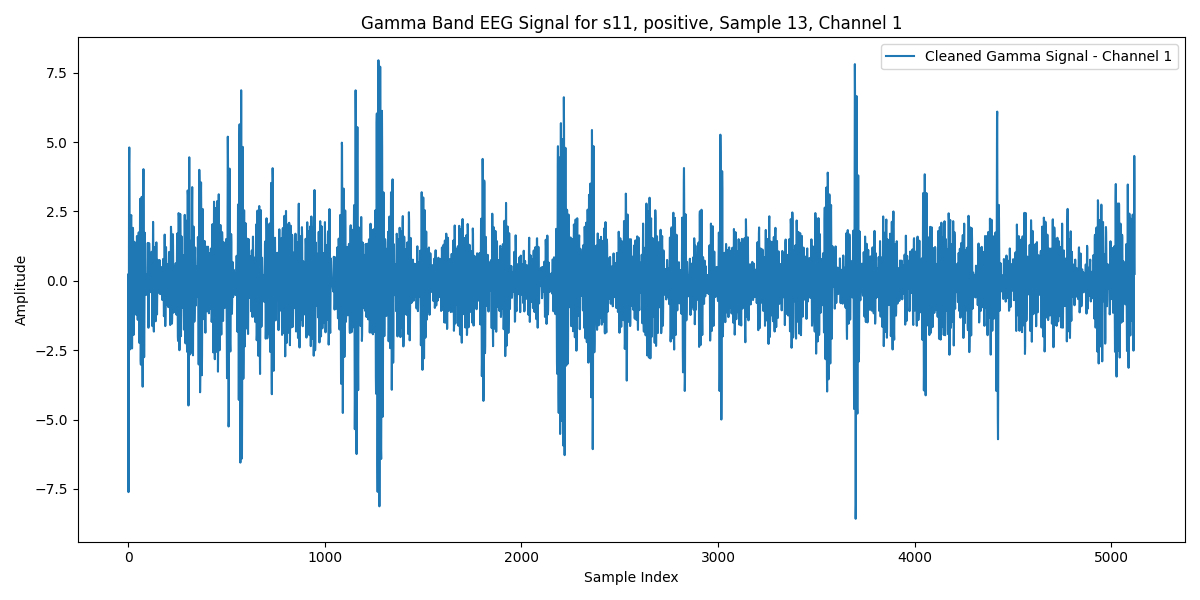 Gamma Band EEG Signal for s11, positive, Sample 13, Channel 1
Cleaned Gamma Signal - Channel 1
Amplitude
7.5
5.0
2.5
0.0
−2.5
−5.0
−7.5
0 1000 2000 3000 4000 5000
Sample Index